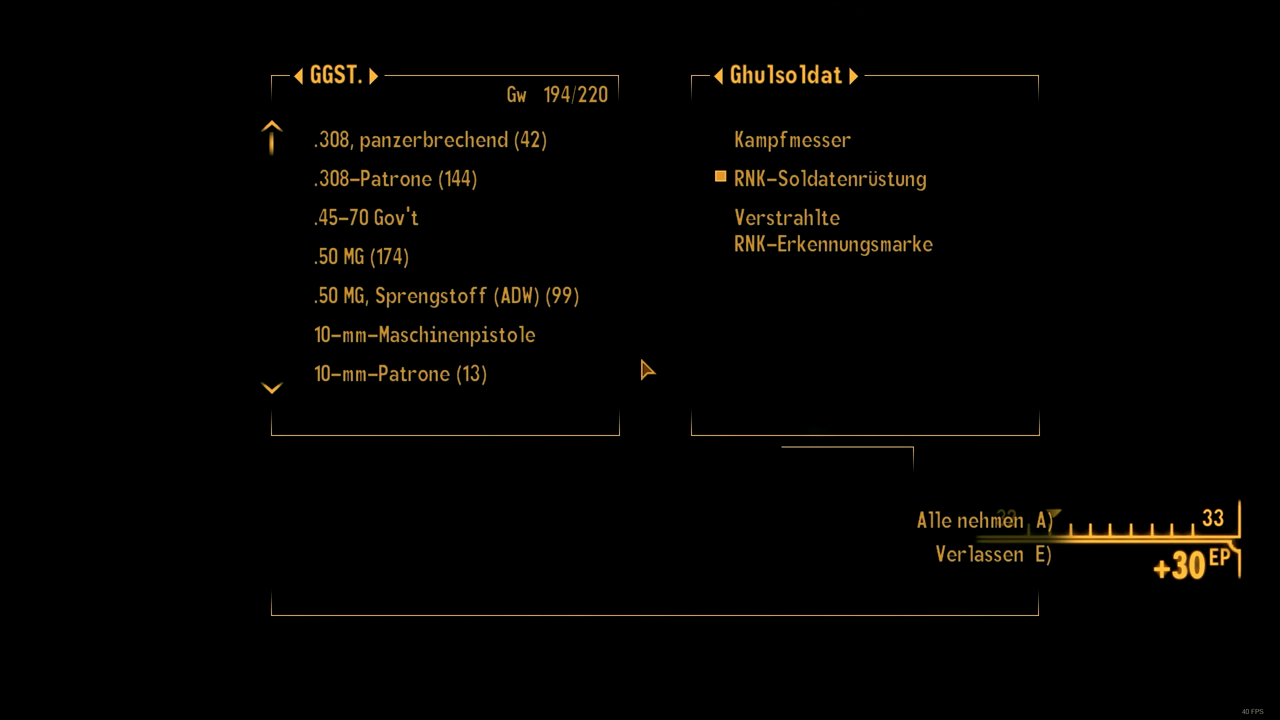 GGST.
Gw 194/220
.308, panzerbrechend (42)
.308-Patrone (144)
.45-70 Gov't
.50 MG (174)
.50 MG, Sprengstoff (ADW) (99)
10-mm-Maschinenpistole
10-mm-Patrone (13)
Ghulsoldat
Kampfmesser
RNK-Soldatenrüstung
Verstrahlte
RNK-Erkennungsmarke
Alle nehmen A)
Verlassen E)
33
+30 EP
40 FPS